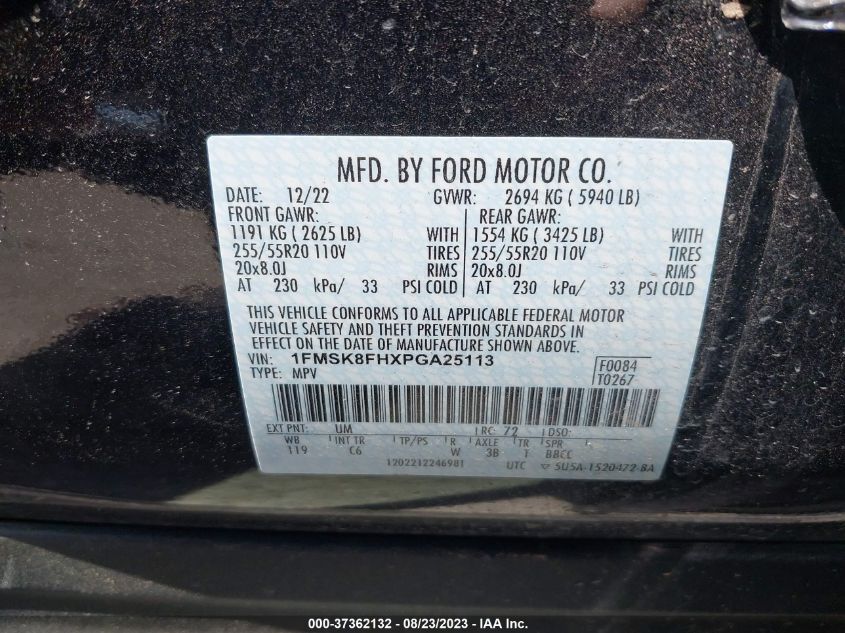 MFD. BY FORD MOTOR CO.
DATE: 12/22 GVWR: 2694 KG ( 5940 LB)
FRONT GAWR: REAR GAWR:
1191 KG ( 2625 LB) WITH 1554 KG ( 3425 LB) WITH
255/55R20 110V TIRES 255/55R20 110V TIRES
20x8.0J RIMS 20x8.0J RIMS
AT 230 kPa/ 33 PSI COLD AT 230 kPa/ 33 PSI COLD
THIS VEHICLE CONFORMS TO ALL APPLICABLE FEDERAL MOTOR
VEHICLE SAFETY AND THEFT PREVENTION STANDARDS IN
EFFECT ON THE DATE OF MANUFACTURE SHOWN ABOVE.
VIN: 1FMSK8FHXPGA25113
TYPE: MPV
F0084
T0267
EXT PNT: UM RC: 72 DSO:
WB INT TR TP/PS R AXLE TR SPR
119 C6 W 3B T BBCC
1202212246981 UTC ▽ 5U5A-1520472-BA
000-37362132 - 08/23/2023 - IAA Inc.